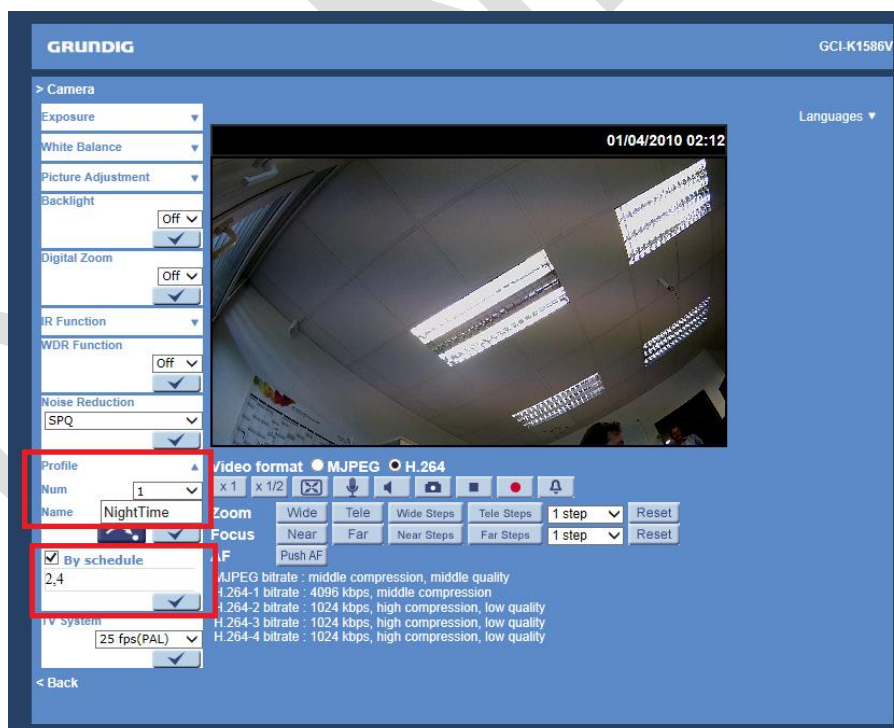 GRUNDIG
GCI-K1586V
> Camera
Languages
Exposure
White Balance
Picture Adjustment
Backlight
Off
Digital Zoom
Off
IR Function
WDR Function
Off
Noise Reduction
SPQ
Profile
Num 1
Name NightTime
By schedule
2,4
TV System
25 fps(PAL)
< Back
01/04/2010 02:12
Video format MJPEG H.264
x 1 x 1/2
Zoom Wide Tele Wide Steps Tele Steps 1 step Reset
Focus Near Far Near Steps Far Steps 1 step Reset
AF Push AF
MJPEG bitrate : middle compression, middle quality
H.264-1 bitrate : 4096 kbps, middle compression
H.264-2 bitrate : 1024 kbps, high compression, low quality
H.264-3 bitrate : 1024 kbps, high compression, low quality
H.264-4 bitrate : 1024 kbps, high compression, low quality